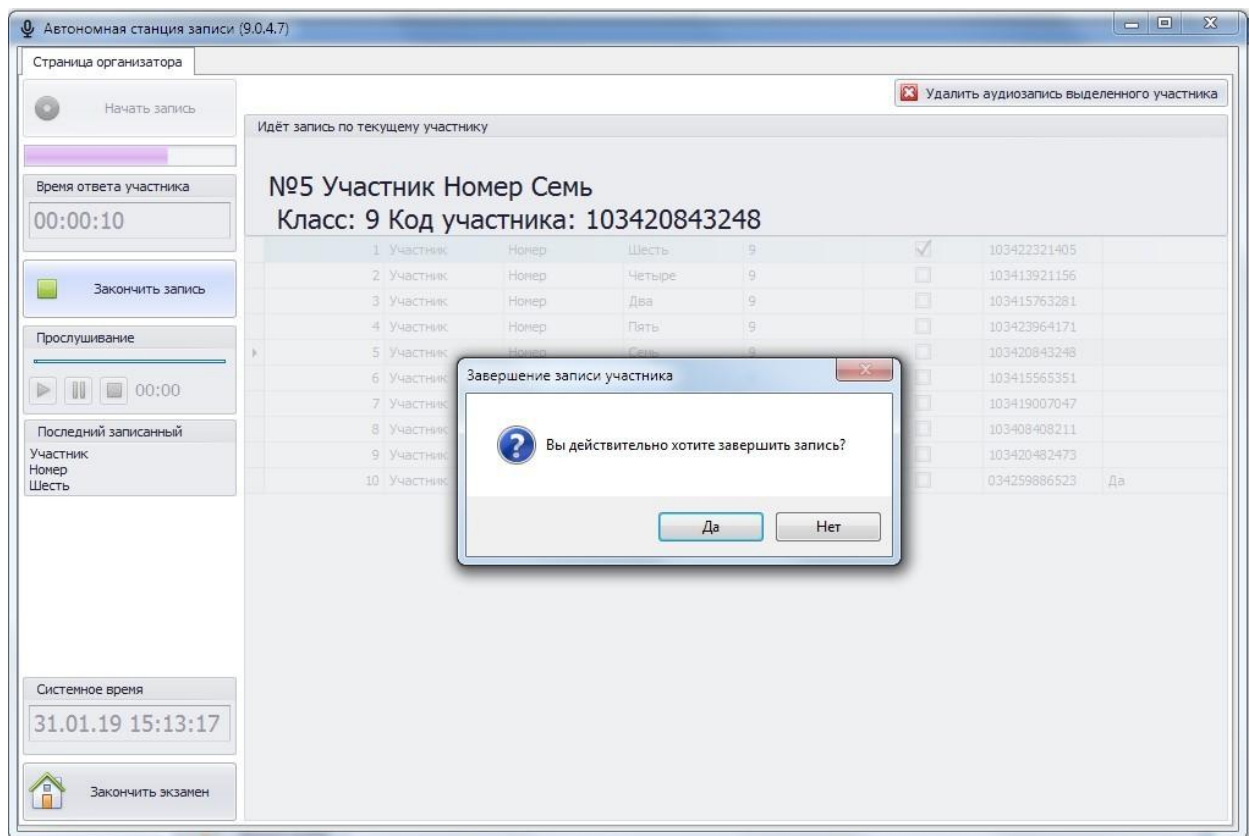 Автономная станция записи (9.0.4.7)
Страница организатора
Начать запись
Удалить аудиозапись выделенного участника
Идёт запись по текущему участнику
Время ответа участника
00:00:10
№5 Участник Номер Семь
Класс: 9 Код участника: 103420843248
1 Участник Номер Шесть 9 103422321405
2 Участник Номер Четыре 9 103413921156
3 Участник Номер Два 9 103415763281
4 Участник Номер Пять 9 103423964171
5 Участник Номер Семь 9 103420843248
6 Участник 103415565351
7 Участник 103419007047
8 Участник 103408408211
9 Участник 103420482473
10 Участник 034259886523 Да
Закончить запись
Прослушивание
00:00
Последний записанный
Участник
Номер
Шесть
Завершение записи участника
Вы действительно хотите завершить запись?
Да Нет
Системное время
31.01.19 15:13:17
Закончить экзамен